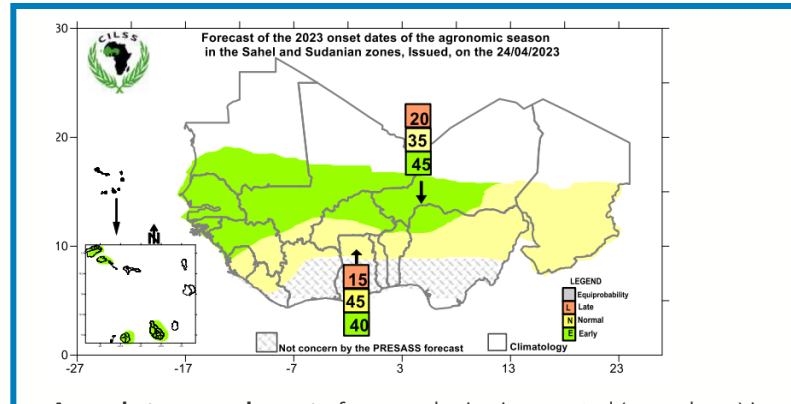 CILSS
Forecast of the 2023 onset dates of the agronomic season
in the Sahel and Sudanian zones, Issued, on the 24/04/2023
30
20
10
0
-27
-17
-7
3
13
23
20
35
45
15
45
40
N
LEGEND
Equiprobability
L Late
N Normal
E Early
Not concern by the PRESASS forecast
Climatology